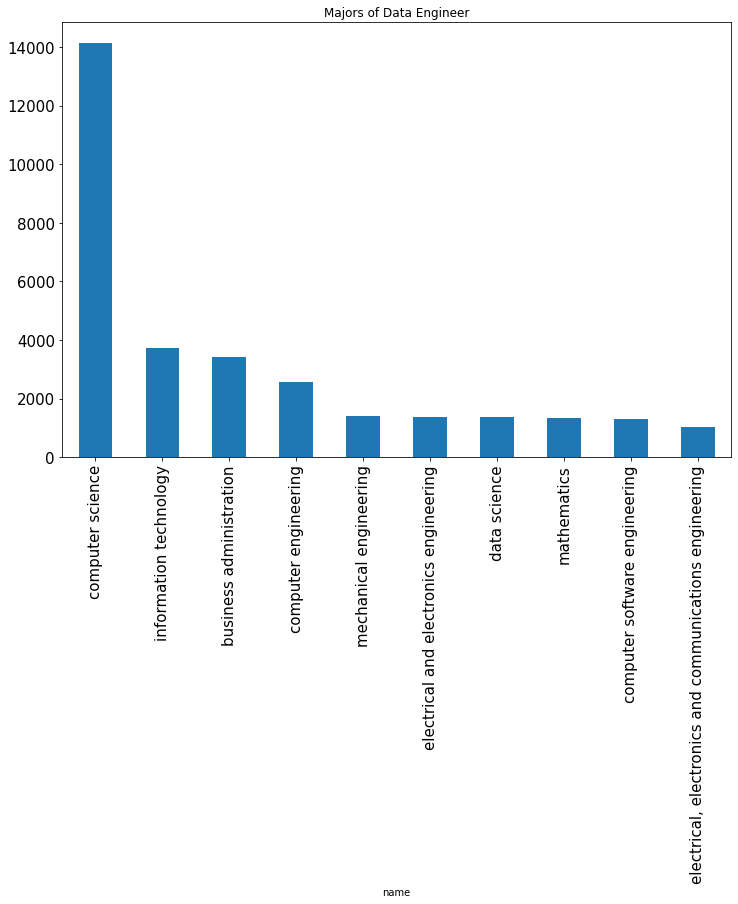 Majors of Data Engineer
14000
12000
10000
8000
6000
4000
2000
0
computer science
information technology
business administration
computer engineering
mechanical engineering
electrical and electronics engineering
data science
mathematics
computer software engineering
electrical, electronics and communications engineering
name